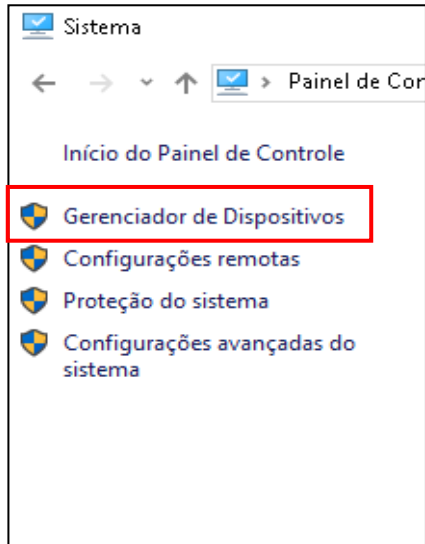 Sistema
Painel de Cor
Início do Painel de Controle
Gerenciador de Dispositivos
Configurações remotas
Proteção do sistema
Configurações avançadas do
sistema